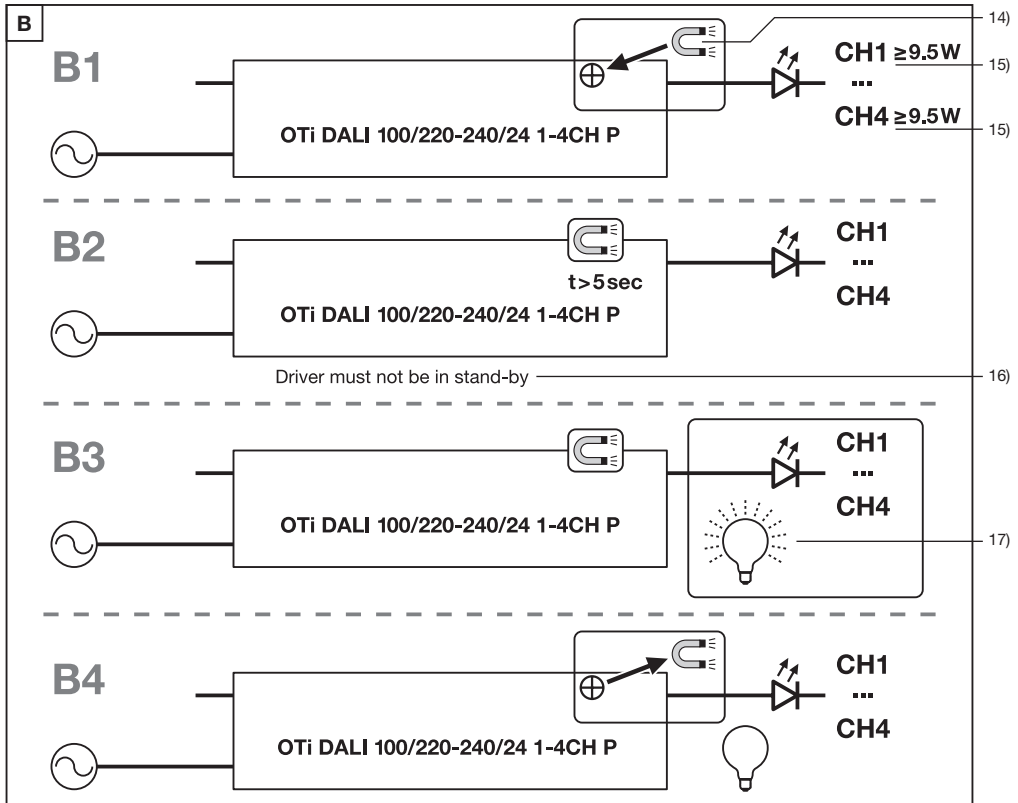 B
B1
OTi DALI 100/220-240/24 1-4CH P
CH1 ≥9.5W
...
CH4 ≥9.5W
14)
15)
15)
B2
t>5sec
OTi DALI 100/220-240/24 1-4CH P
CH1
...
CH4
Driver must not be in stand-by
16)
B3
OTi DALI 100/220-240/24 1-4CH P
CH1
...
CH4
17)
B4
OTi DALI 100/220-240/24 1-4CH P
CH1
...
CH4